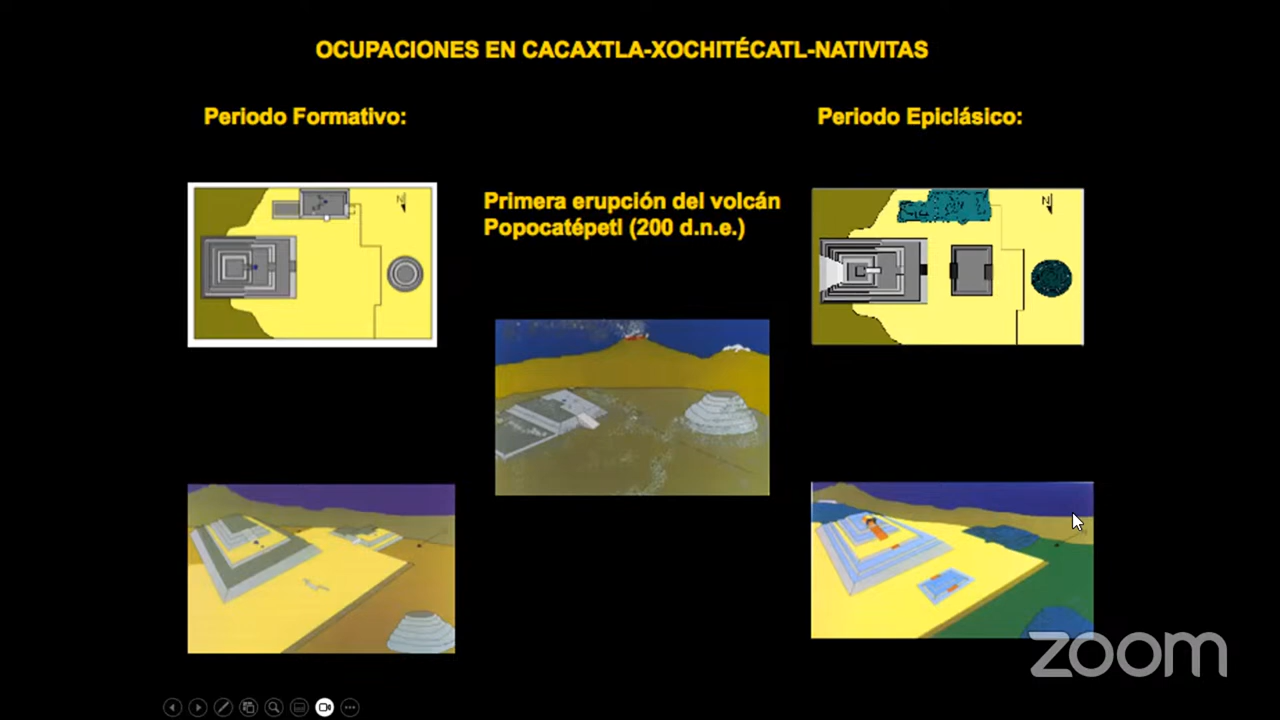 OCUPACIONES EN CACAXTLA-XOCHITÉCATL-NATIVITAS
Periodo Formativo:
Periodo Epiclásico:
Primera erupción del volcán
Popocatépetl (200 d.n.e.)
N
N
zoom